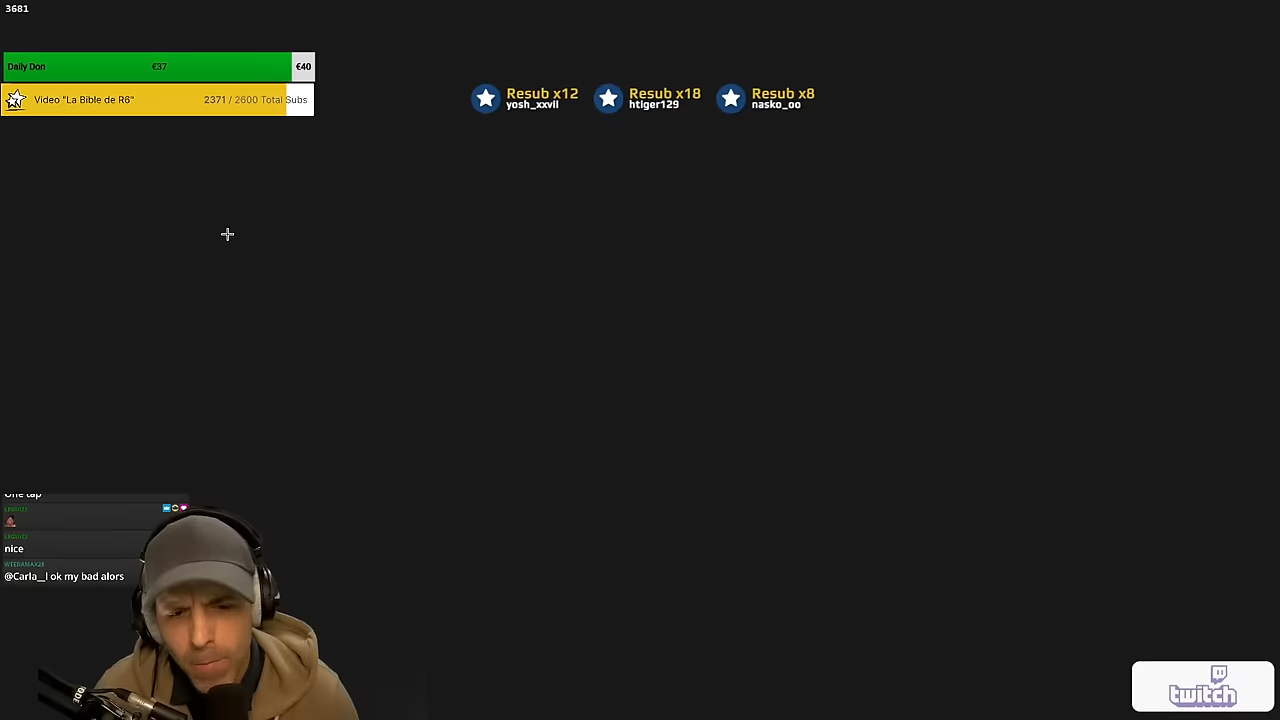 3681
Daily Don €37 €40
Video "La Bible de R6" 2371 / 2600 Total Subs
Resub x12
yosh_xxvii
Resub x18
htiger129
Resub x8
nasko_oo
One tap
nice
WEEDAMAX25
@Carla__l ok my bad alors
twitch